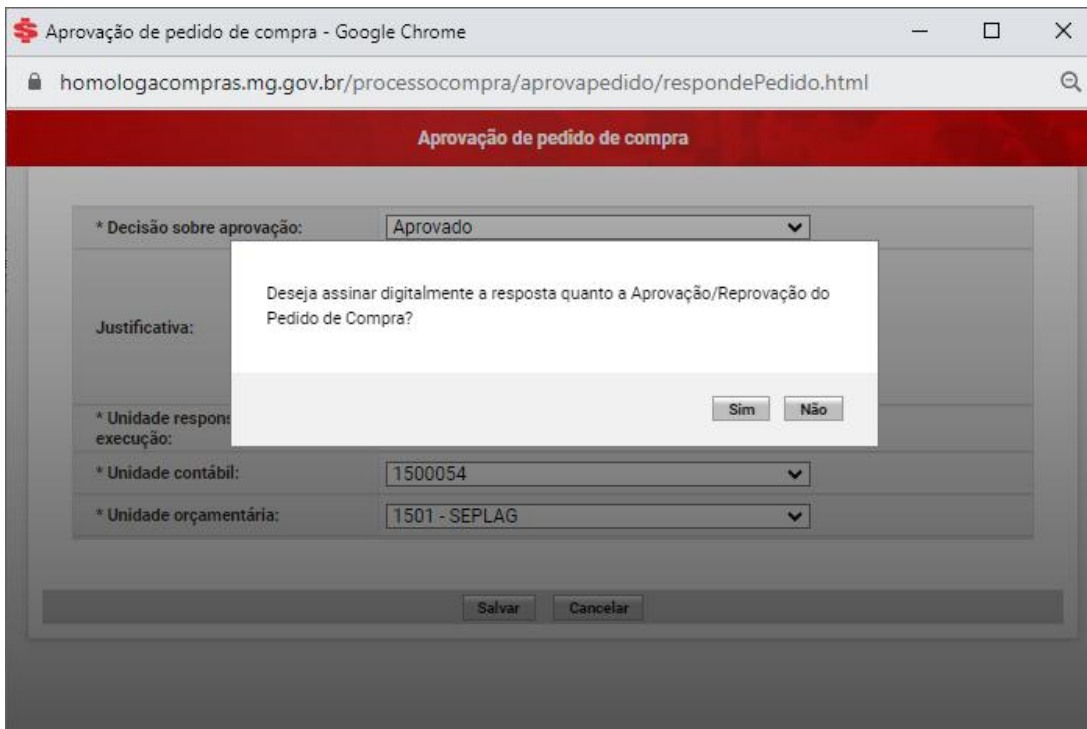 Aprovação de pedido de compra - Google Chrome
homologacompras.mg.gov.br/processocompra/aprovapedido/respondePedido.html
Aprovação de pedido de compra
* Decisão sobre aprovação: Aprovado
Deseja assinar digitalmente a resposta quanto a Aprovação/Reprovação do
Pedido de Compra?
Justificativa:
Sim Não
* Unidade respons
execução:
* Unidade contábil: 1500054
* Unidade orçamentária: 1501 - SEPLAG
Salvar Cancelar